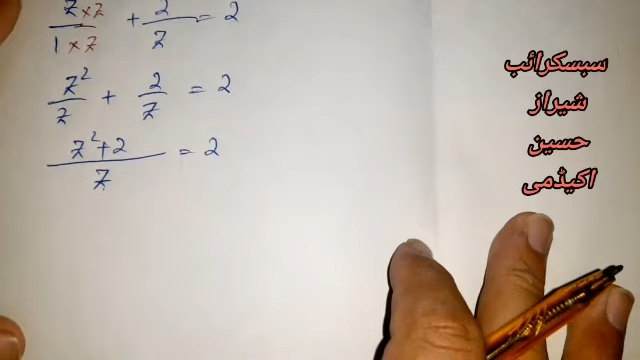 z×z/1×z + 2/z = 2
z²/z + 2/z = 2
z²+2/z = 2
سبسکرائب
شیراز
حسین
اکیڈمی